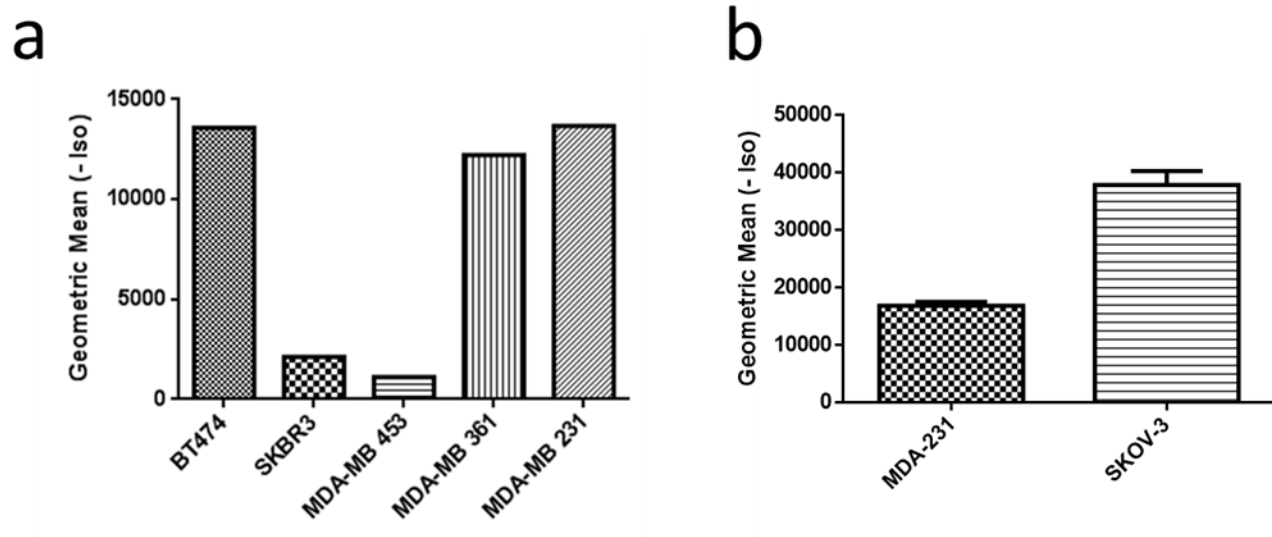 a
Geometric Mean (- Iso)
15000
10000
5000
0
BT474
SKBR3
MDA-MB 453
MDA-MB 361
MDA-MB 231
b
Geometric Mean (- Iso)
50000
40000
30000
20000
10000
0
MDA-231
SKOV-3